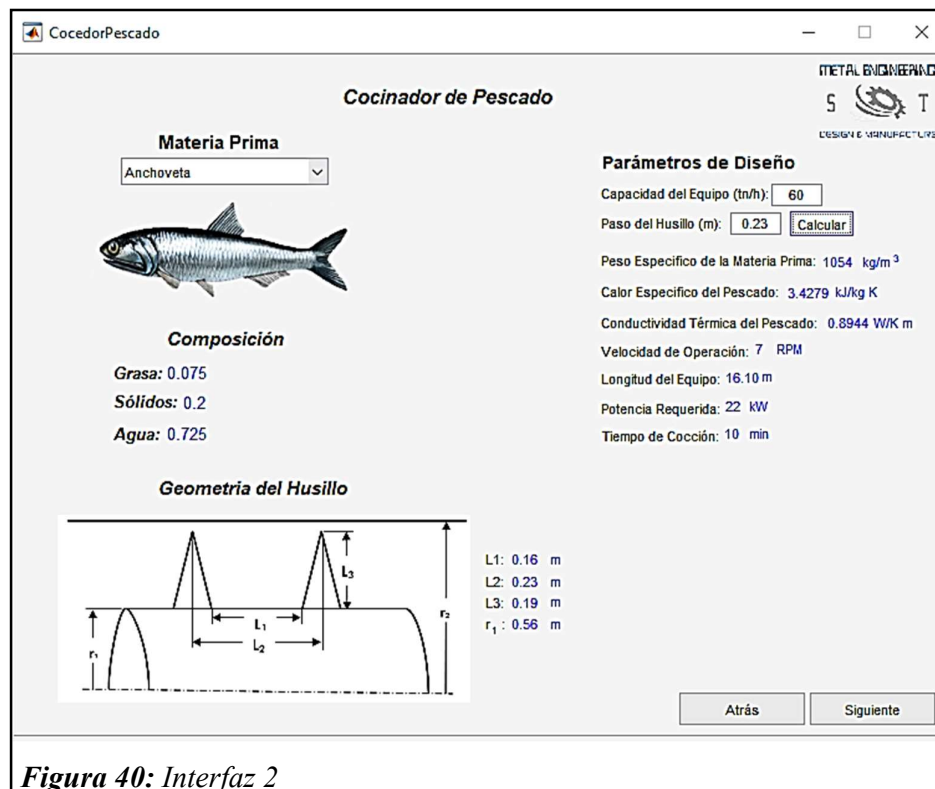 CocedorPescado
METAL ENGINEERING
S T
DESIGN & MANUFACTURE
Cocinador de Pescado
Materia Prima
Anchoveta
Composición
Grasa: 0.075
Sólidos: 0.2
Agua: 0.725
Parámetros de Diseño
Capacidad del Equipo (tn/h): 60
Paso del Husillo (m): 0.23 Calcular
Peso Especifico de la Materia Prima: 1054 kg/m³
Calor Especifico del Pescado: 3.4279 kJ/kg K
Conductividad Térmica del Pescado: 0.8944 W/K m
Velocidad de Operación: 7 RPM
Longitud del Equipo: 16.10 m
Potencia Requerida: 22 kW
Tiempo de Cocción: 10 min
Geometria del Husillo
L₃
r₂
L₁
L₂
r₁
L1: 0.16 m
L2: 0.23 m
L3: 0.19 m
r₁ : 0.56 m
Atrás Siguiente
Figura 40: Interfaz 2